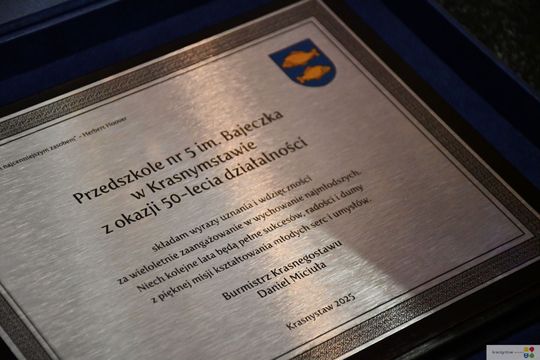 najcenniejszym zasobem" - Herbert Hoover
Przedszkole nr 5 im. Bajeczka
w Krasnymstawie
z okazji 50-lecia działalności
składam wyrazy uznania i wdzięczności
za wieloletnie zaangażowanie w wychowanie najmłodszych.
Niech kolejne lata będą pełne sukcesów, radości i dumy
z pięknej misji kształtowania młodych serc i umysłów.
Burmistrz Krasnegostawu
Daniel Miciuła
Krasnystaw 2025